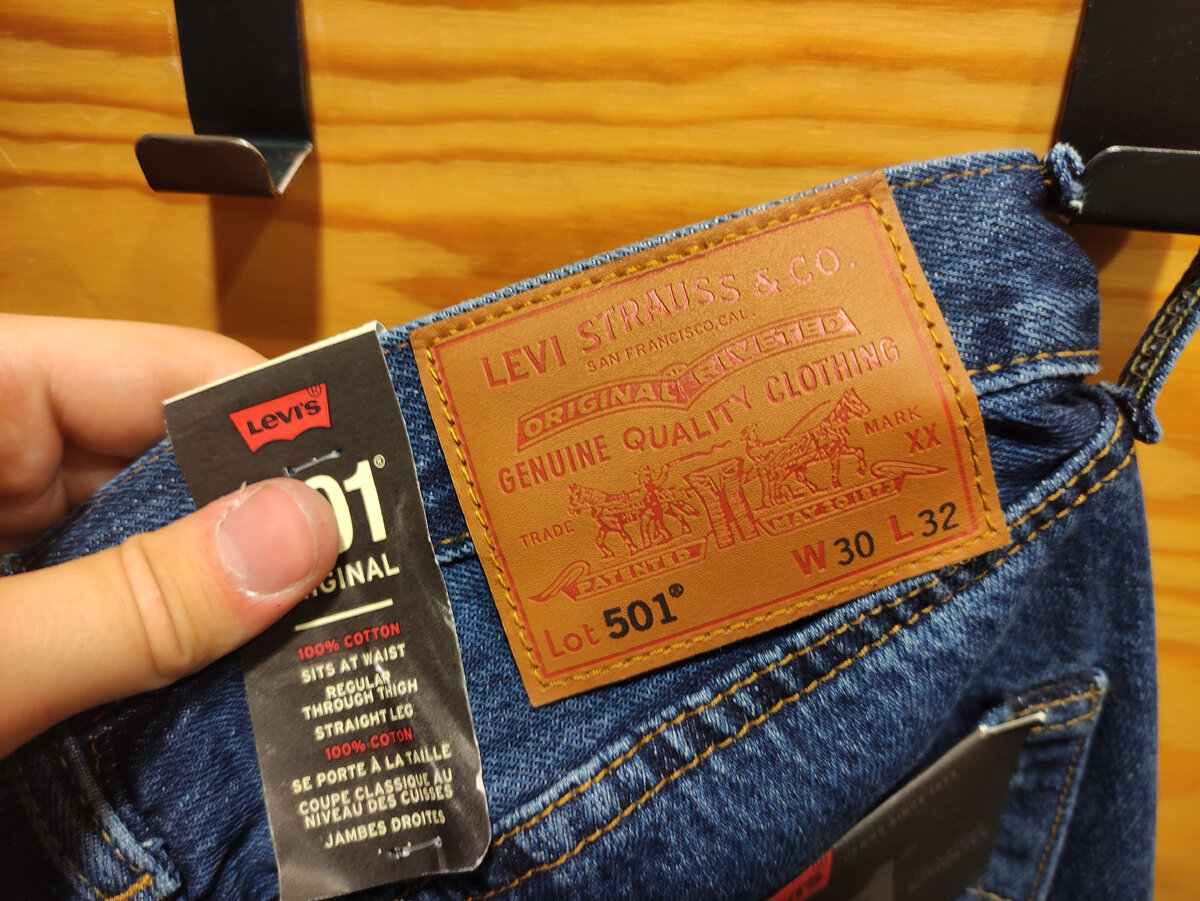 LEVI'S
01®
GINAL
100% COTTON
SITS AT WAIST
REGULAR
THROUGH THIGH
STRAIGHT LEG
100% COTON
SE PORTE À LA TAILLE
COUPE CLASSIQUE AU
NIVEAU DES CUISSES
JAMBES DROITES
LEVI STRAUSS & CO.
SAN FRANCISCO, CAL.
ORIGINAL RIVETED
GENUINE QUALITY CLOTHING
TRADE MARK
XX
PATENTED MAY 20 1873
Lot 501®
W 30 L 32